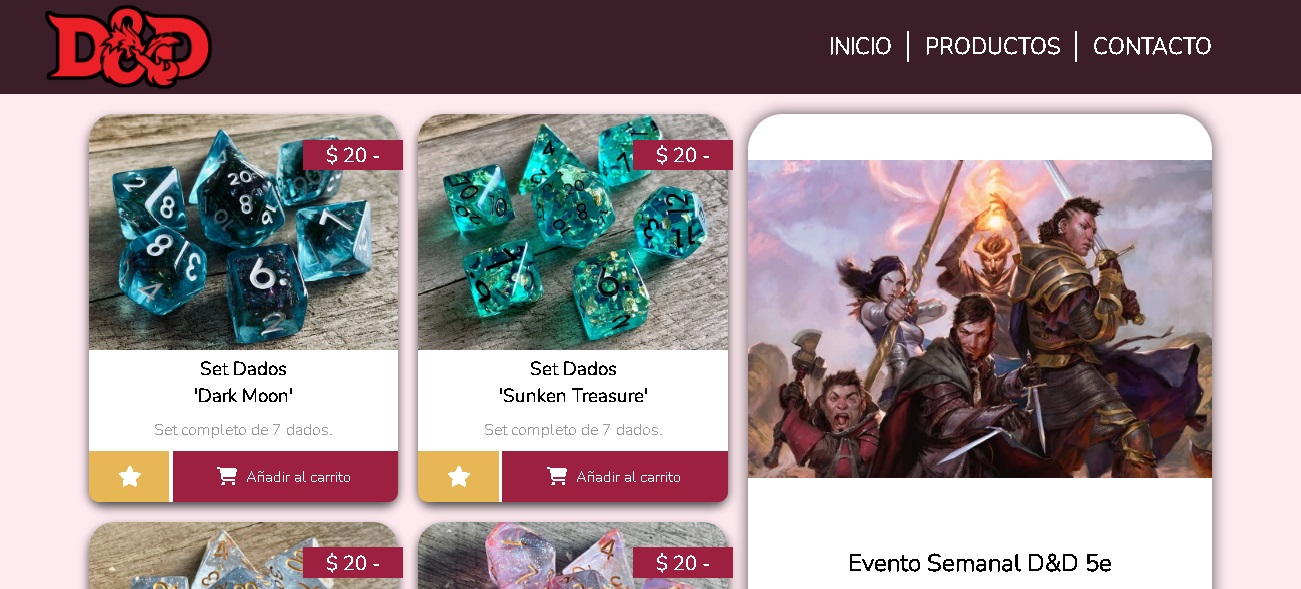 D&D
INICIO
PRODUCTOS
CONTACTO
$ 20 -
$ 20 -
Set Dados
'Dark Moon'
Set completo de 7 dados.
Añadir al carrito
Set Dados
'Sunken Treasure'
Set completo de 7 dados.
Añadir al carrito
$ 20 -
$ 20 -
Evento Semanal D&D 5e